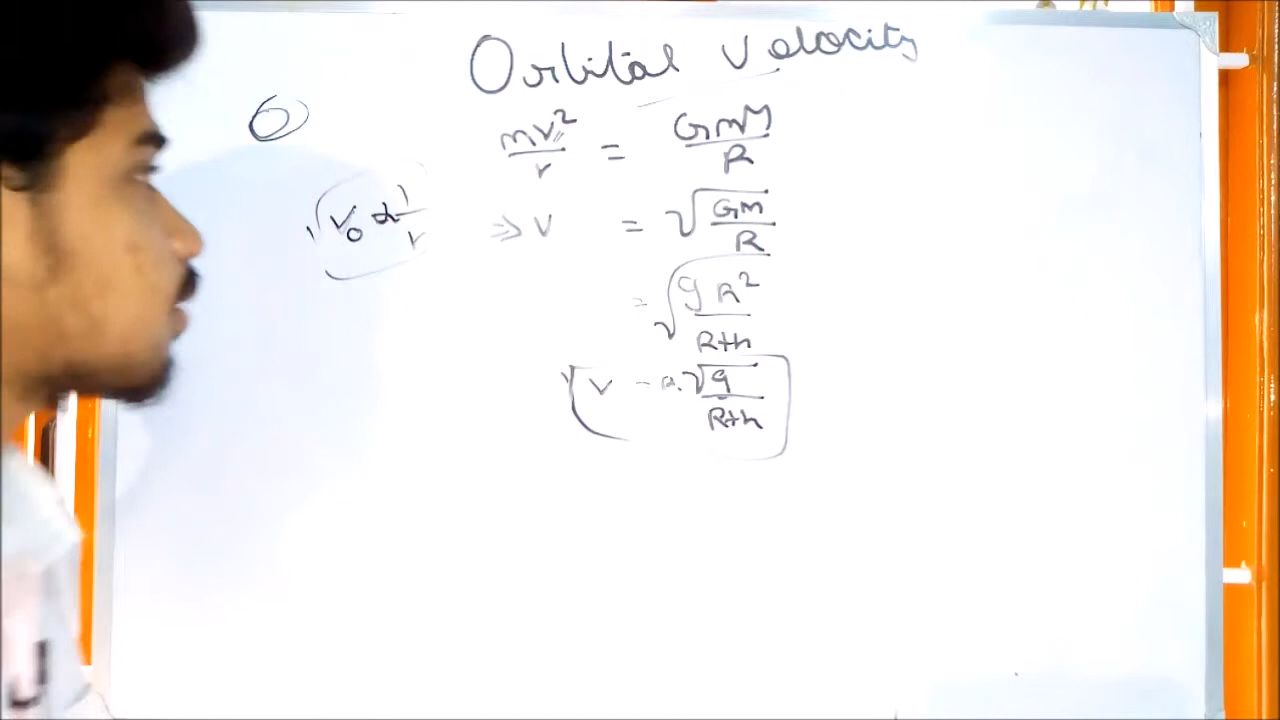 Orbital Velocity
mv²/r = GmM/R
V₀ α 1/r
⇒ V = √(GM/R)
= √(gR²/(R+h))
V = R.√(g/(R+h))